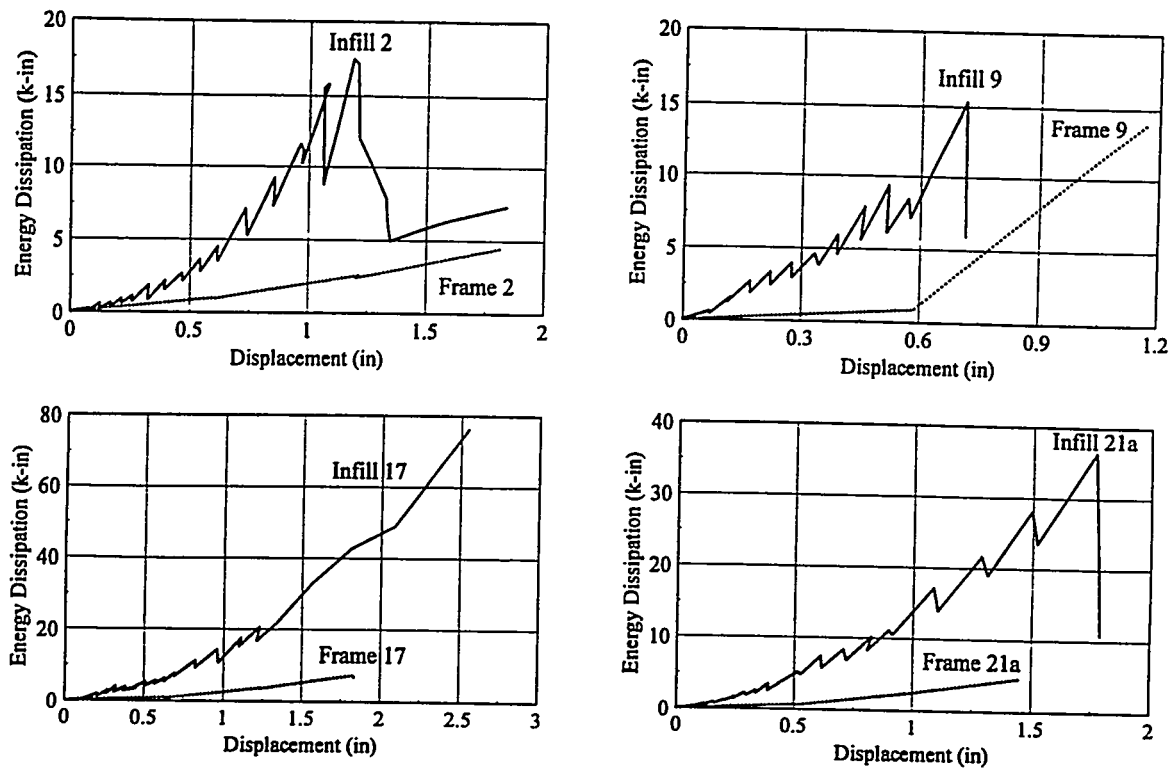 20
15
10
5
0
Energy Dissipation (k-in)
Infill 2
Frame 2
0 0.5 1 1.5 2
Displacement (in)
20
15
10
5
0
Energy Dissipation (k-in)
Infill 9
Frame 9
0 0.3 0.6 0.9 1.2
Displacement (in)
80
60
40
20
0
Energy Dissipation (k-in)
Infill 17
Frame 17
0 0.5 1 1.5 2 2.5 3
Displacement (in)
40
30
20
10
0
Energy Dissipation (k-in)
Infill 21a
Frame 21a
0 0.5 1 1.5 2
Displacement (in)